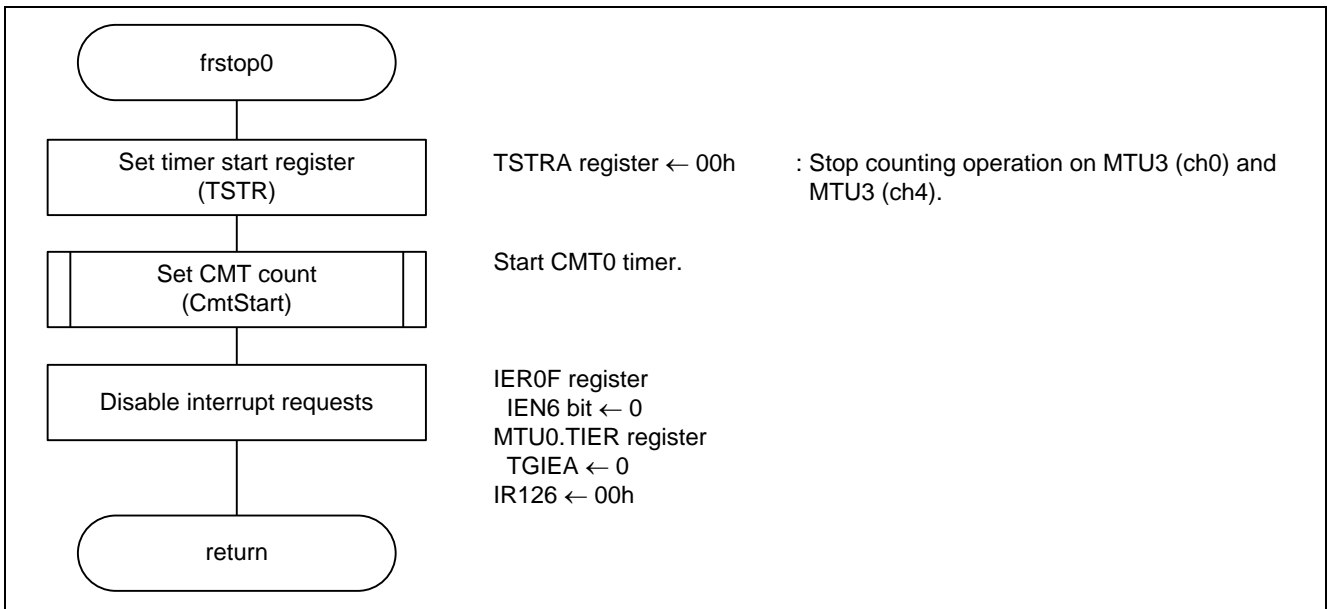 frstop0
Set timer start register
(TSTR)
TSTRA register ← 00h : Stop counting operation on MTU3 (ch0) and
MTU3 (ch4).
Set CMT count
(CmtStart)
Start CMT0 timer.
Disable interrupt requests
IER0F register
IEN6 bit ← 0
MTU0.TIER register
TGIEA ← 0
IR126 ← 00h
return